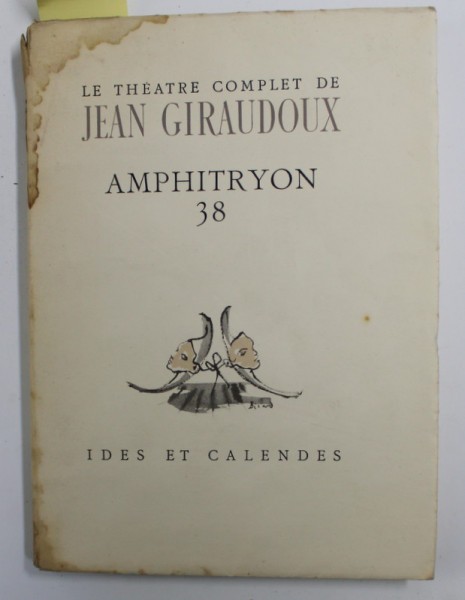 LE THÉATRE COMPLET DE
JEAN GIRAUDOUX
AMPHITRYON
38
IDES ET CALENDES